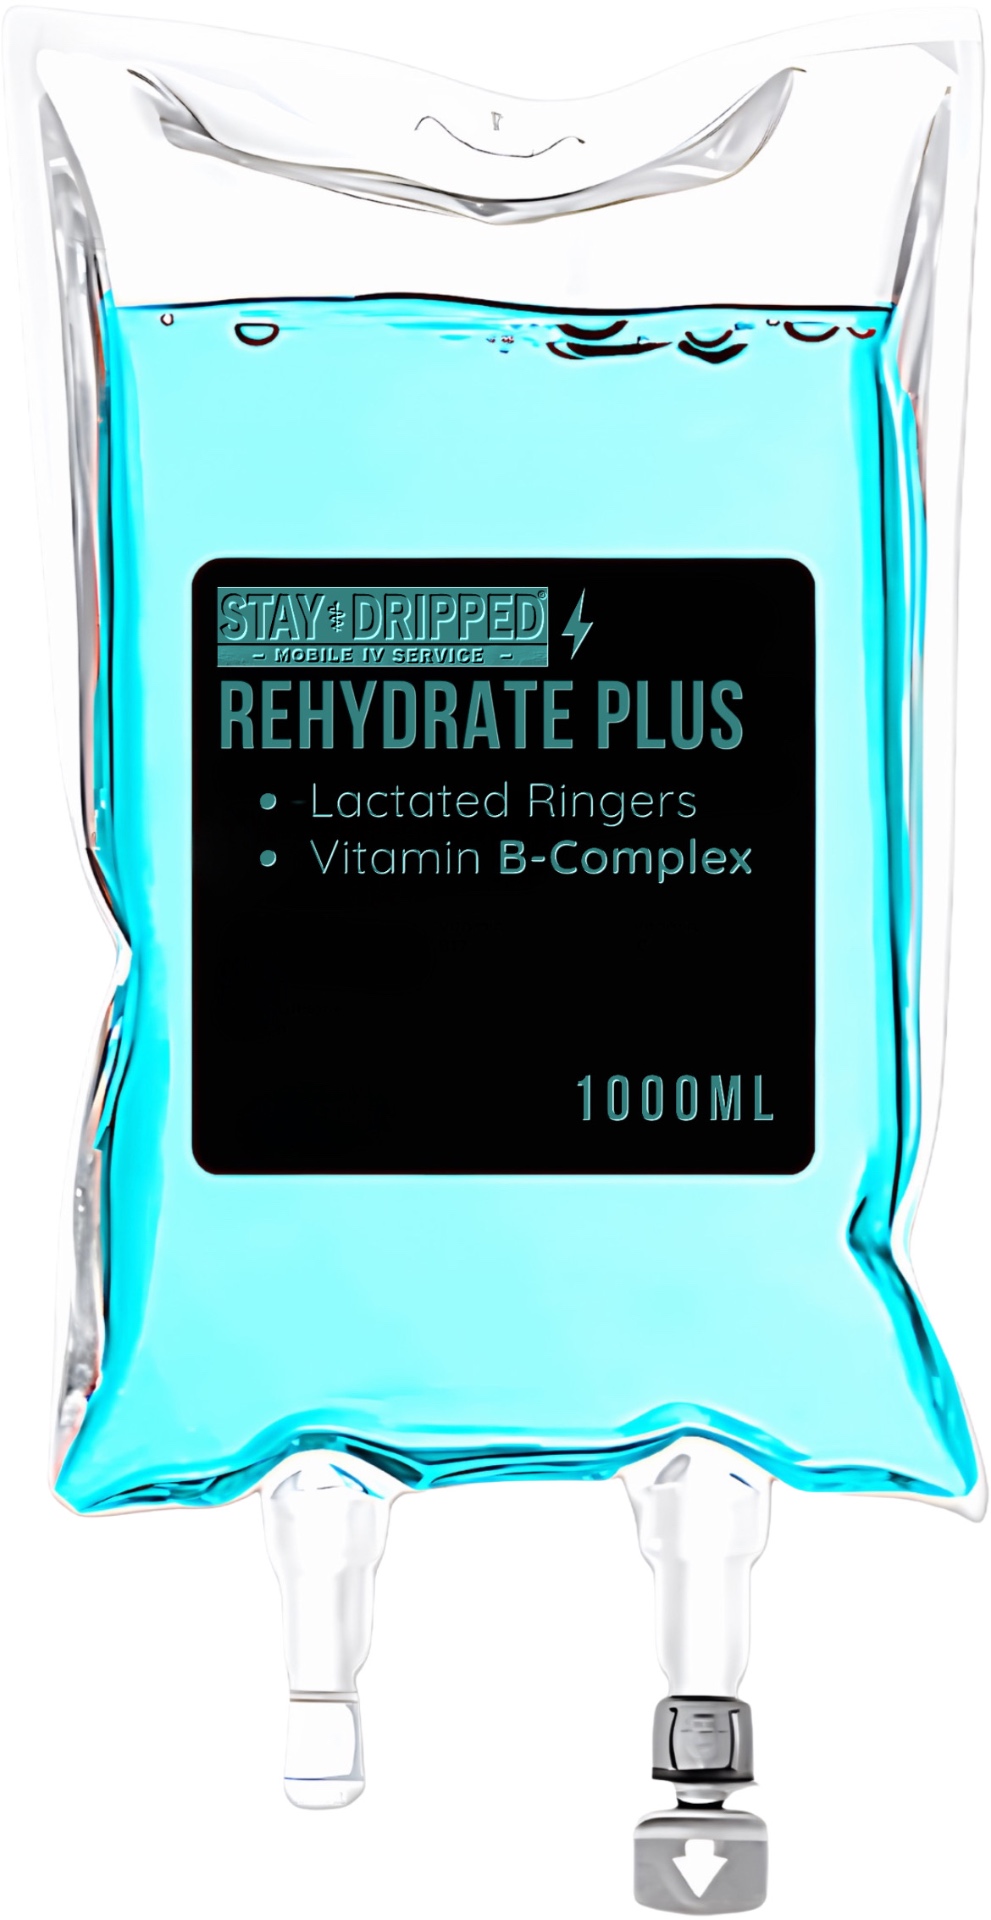 STAY DRIPPED®
- MOBILE IV SERVICE -
REHYDRATE PLUS
• Lactated Ringers
• Vitamin B-Complex
1000ML